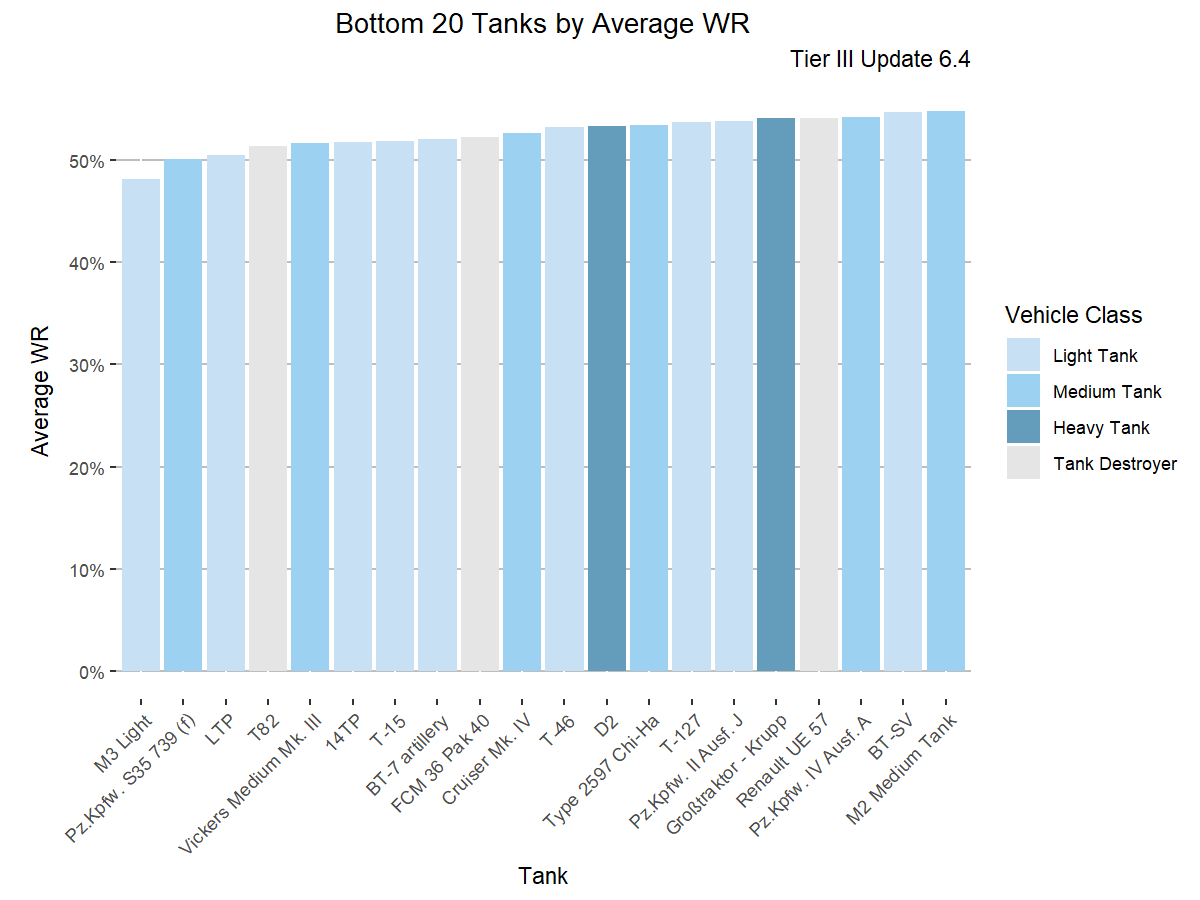 Bottom 20 Tanks by Average WR
Tier III Update 6.4
Average WR
50%
40%
30%
20%
10%
0%
M3 Light
Pz.Kpfw. S35 739 (f)
LTP
T82
Vickers Medium Mk. III
14TP
T-15
BT-7 artillery
FCM 36 Pak 40
Cruiser Mk. IV
T-46
D2
Type 2597 Chi-Ha
T-127
Pz.Kpfw. II Ausf. J
Großtraktor - Krupp
Renault UE 57
Pz.Kpfw. IV Ausf. A
BT-SV
M2 Medium Tank
Tank
Vehicle Class
Light Tank
Medium Tank
Heavy Tank
Tank Destroyer